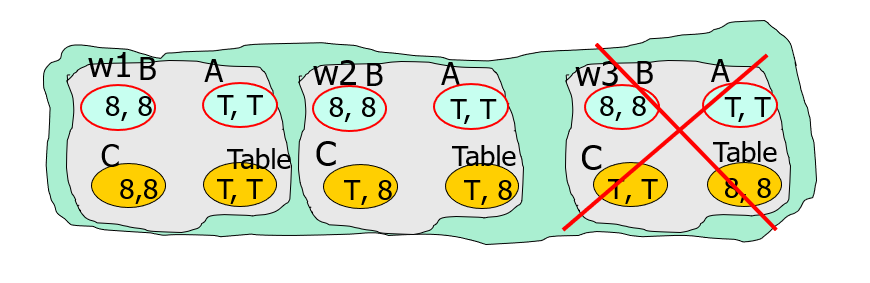 w1 B A
8, 8 T, T
C Table
8,8 T, T
w2 B A
8, 8 T, T
C Table
T, 8 T, 8
w3 B A
8, 8 T, T
C Table
T, T 8, 8